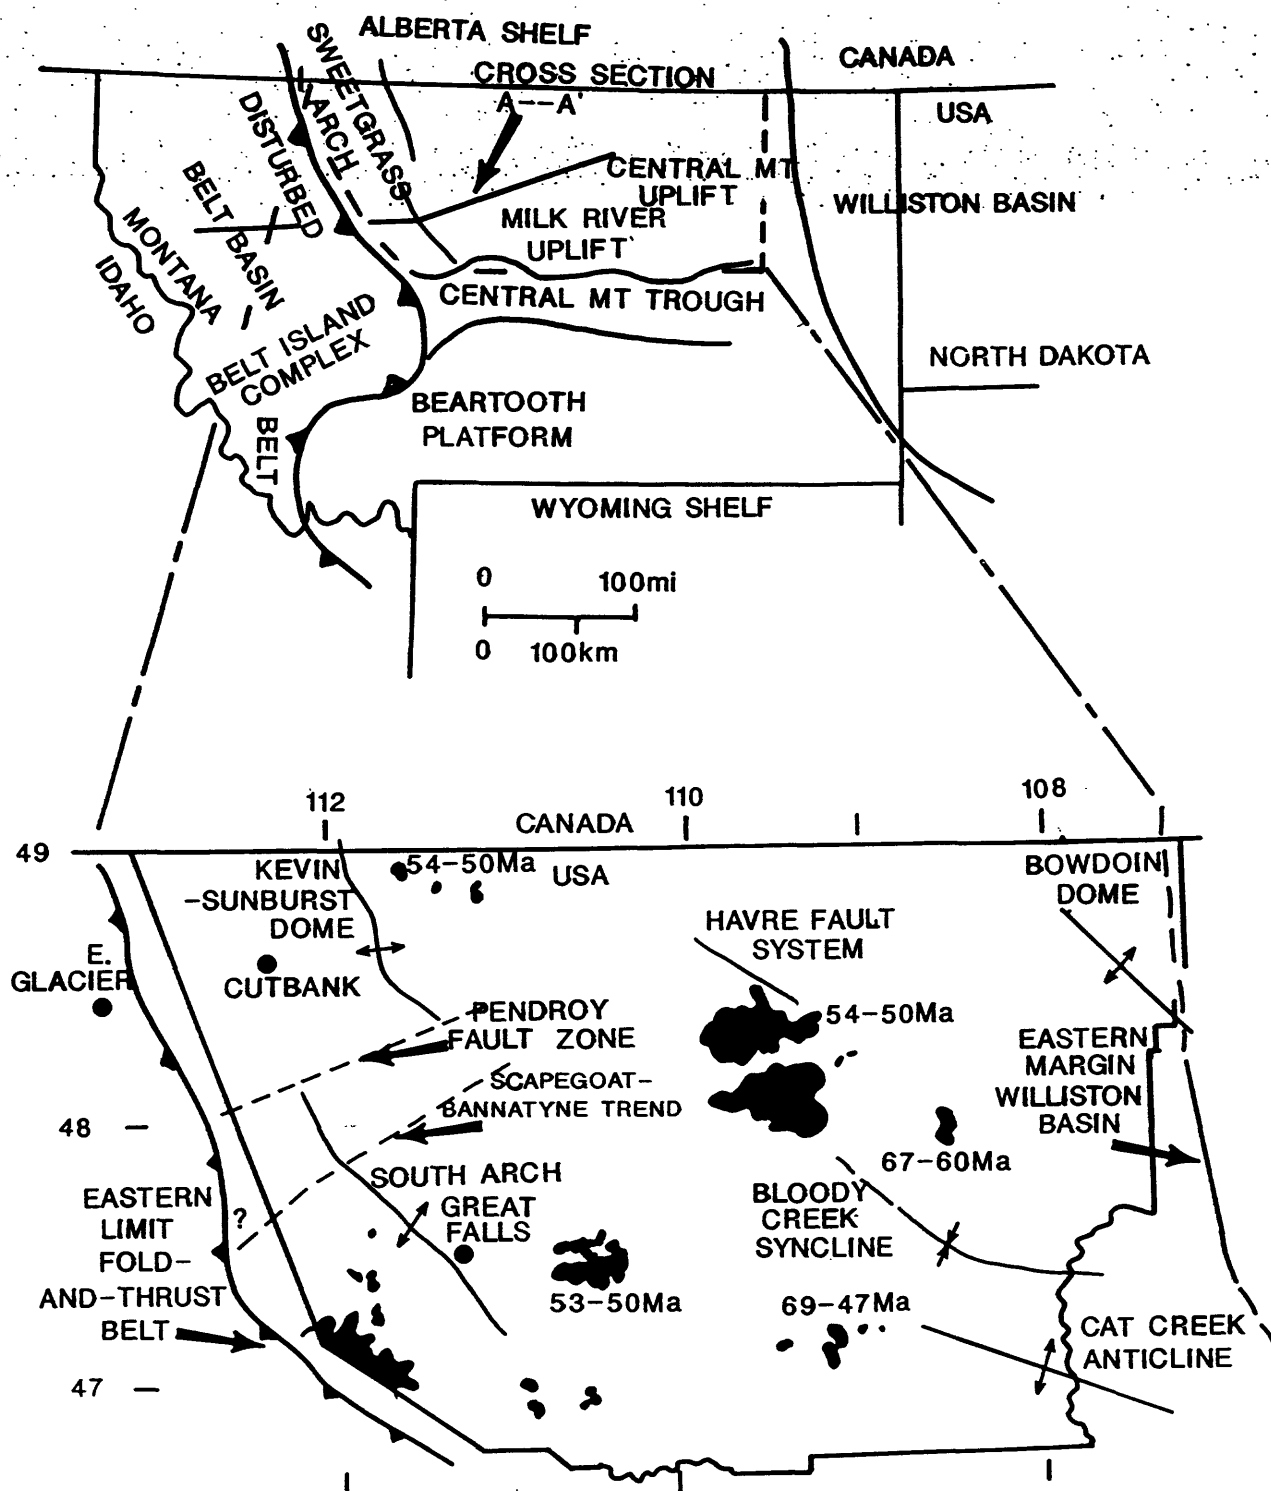 ALBERTA SHELF
CANADA
SWEETGRASS
ARCH
CROSS SECTION
A--A'
USA
DISTURBED
BELT
BELT BASIN
CENTRAL MT
UPLIFT
MILK RIVER
UPLIFT
WILLISTON BASIN
MONTANA
IDAHO
CENTRAL MT TROUGH
BELT ISLAND
COMPLEX
NORTH DAKOTA
BEARTOOTH
PLATFORM
WYOMING SHELF
0 100mi
0 100km
112 110 108
CANADA
49
USA
KEVIN
-SUNBURST
DOME
54-50Ma
BOWDOIN
DOME
HAVRE FAULT
SYSTEM
E.
GLACIER
CUTBANK
PENDROY
FAULT ZONE
54-50Ma
EASTERN
MARGIN
WILLISTON
BASIN
SCAPEGOAT-
BANNATYNE TREND
48
67-60Ma
SOUTH ARCH
GREAT
FALLS
BLOODY
CREEK
SYNCLINE
EASTERN
LIMIT
FOLD-
AND-THRUST
BELT
?
53-50Ma
69-47Ma
CAT CREEK
ANTICLINE
47